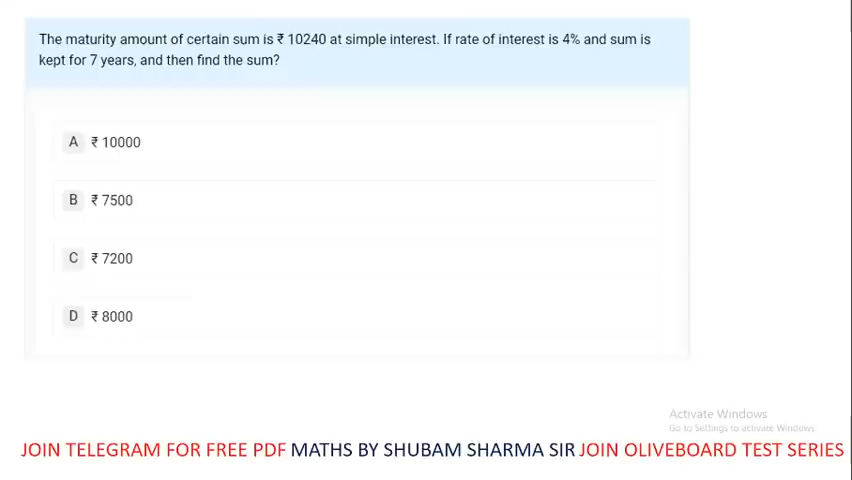 The maturity amount of certain sum is ₹ 10240 at simple interest. If rate of interest is 4% and sum is
kept for 7 years, and then find the sum?
A ₹ 10000
B ₹ 7500
C ₹ 7200
D ₹ 8000
Activate Windows
Go to Settings to activate Windows.
JOIN TELEGRAM FOR FREE PDF MATHS BY SHUBAM SHARMA SIR JOIN OLIVEBOARD TEST SERIES